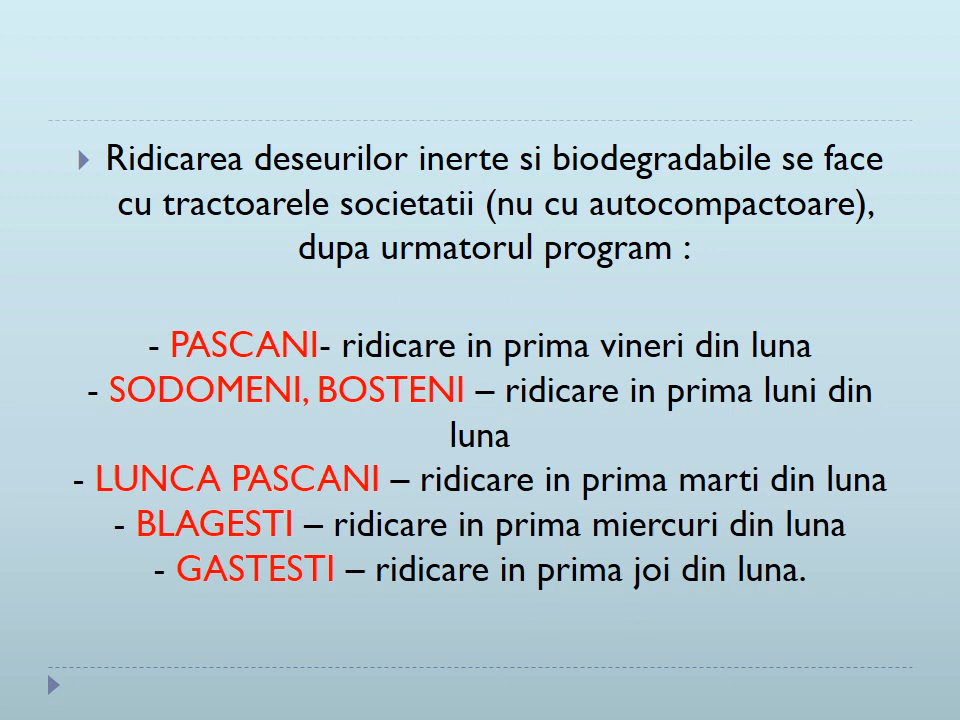 Ridicarea deseurilor inerte si biodegradabile se face
cu tractoarele societatii (nu cu autocompactoare),
dupa urmatorul program :
- PASCANI- ridicare in prima vineri din luna
- SODOMENI, BOSTENI – ridicare in prima luni din
luna
- LUNCA PASCANI – ridicare in prima marti din luna
- BLAGESTI – ridicare in prima miercuri din luna
- GASTESTI – ridicare in prima joi din luna.